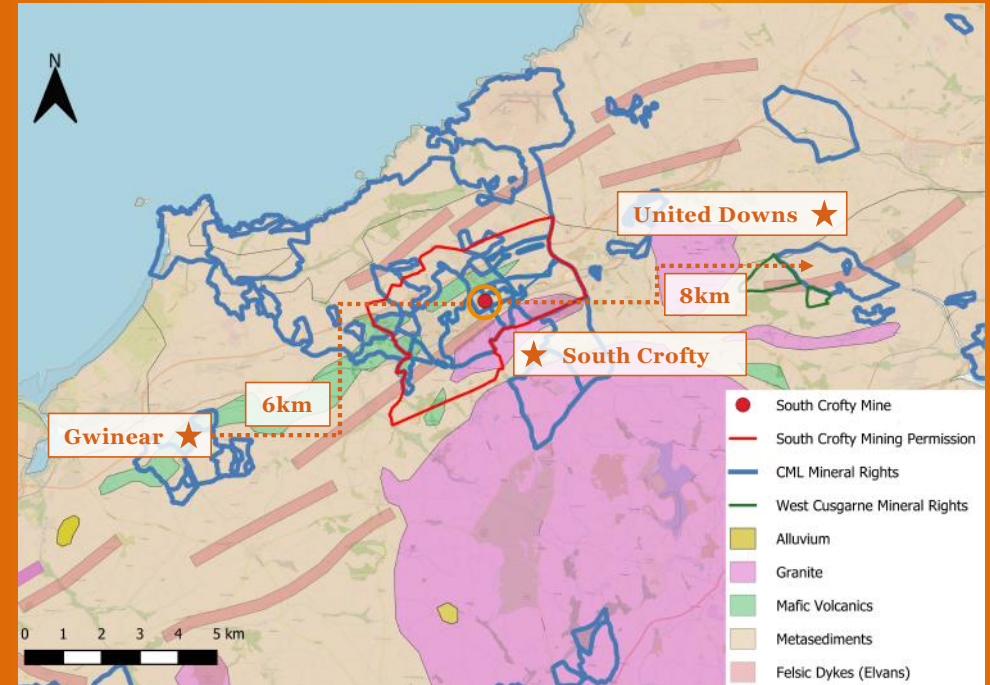 N
United Downs
8km
South Crofty
6km
Gwinear
South Crofty Mine
South Crofty Mining Permission
CML Mineral Rights
West Cusgarne Mineral Rights
Alluvium
Granite
Mafic Volcanics
Metasediments
Felsic Dykes (Elvans)
0 1 2 3 4 5 km